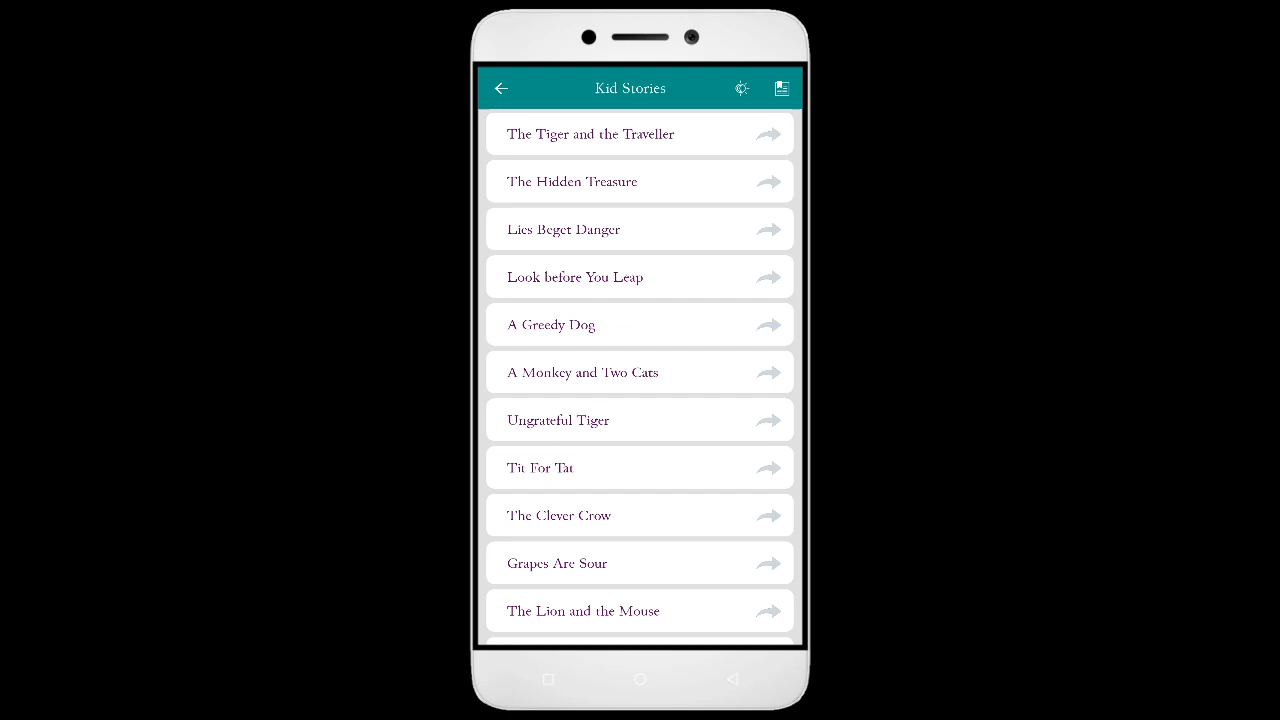 Kid Stories
The Tiger and the Traveller
The Hidden Treasure
Lies Beget Danger
Look before You Leap
A Greedy Dog
A Monkey and Two Cats
Ungrateful Tiger
Tit For Tat
The Clever Crow
Grapes Are Sour
The Lion and the Mouse